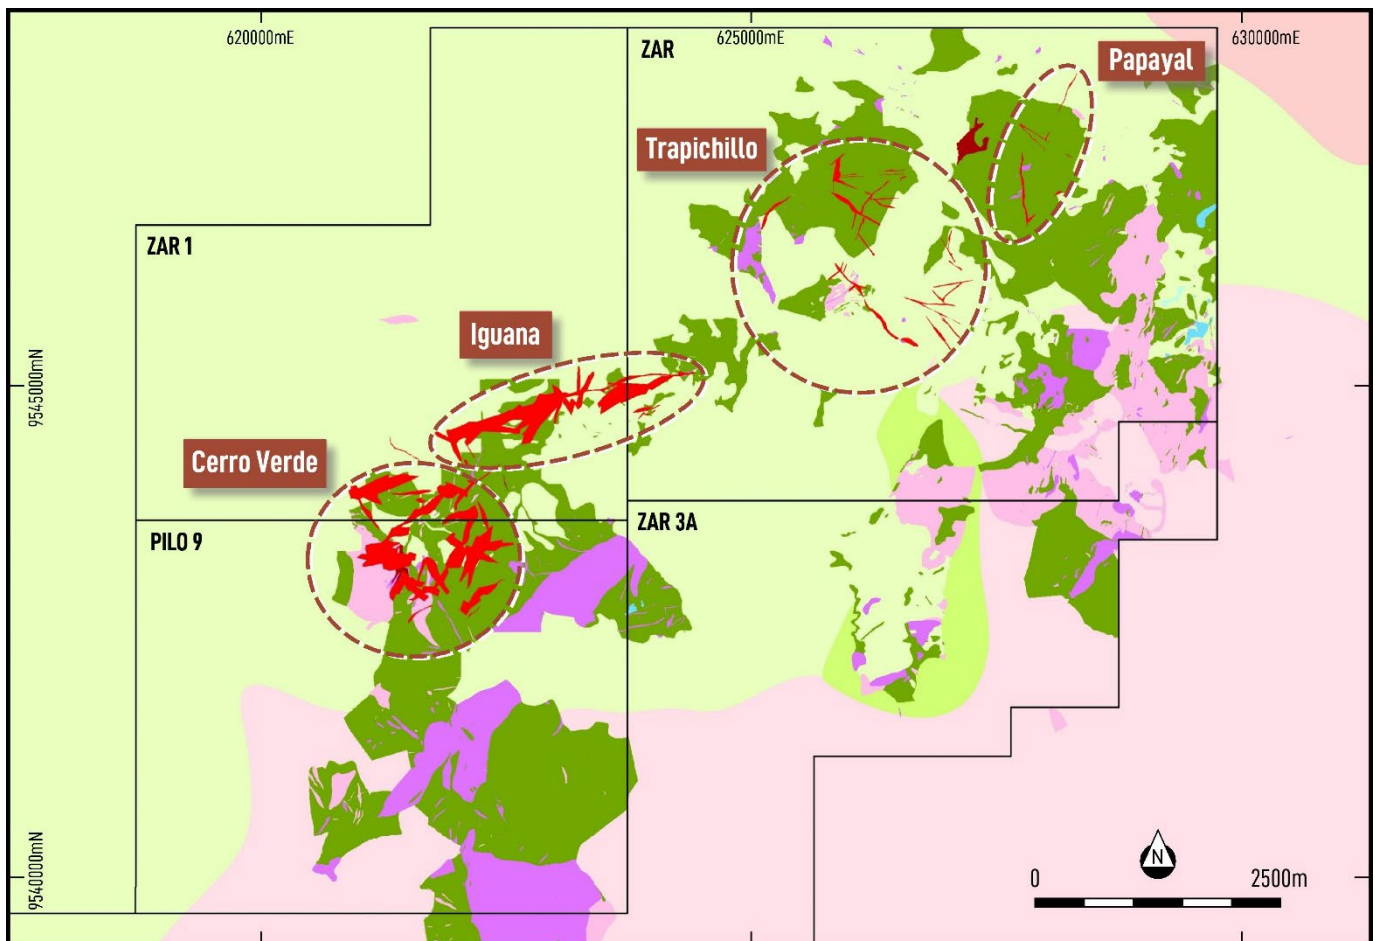 620000mE
625000mE
630000mE
ZAR
Papayal
Trapichillo
ZAR 1
Iguana
9545000mN
Cerro Verde
ZAR 3A
PILO 9
9540000mN
N
0
2500m